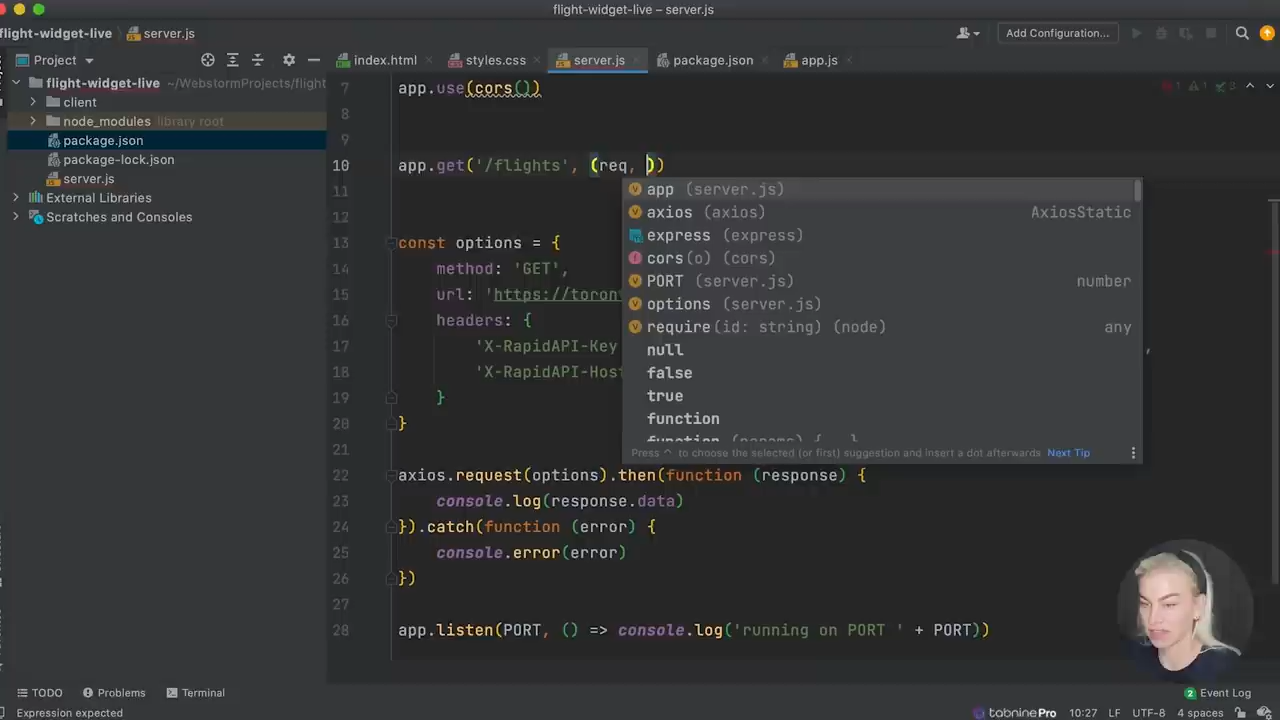 flight-widget-live – server.js
flight-widget-live server.js
Add Configuration...
Project
index.html styles.css server.js package.json app.js
flight-widget-live ~/WebstormProjects/flight
client
node_modules library root
package.json
package-lock.json
server.js
External Libraries
Scratches and Consoles
1 1 3
7 app.use(cors())
8
9
10 app.get('/flights', (req, ))
11
12
13 const options = {
14 method: 'GET',
15 url: 'https://toron
16 headers: {
17 'X-RapidAPI-Key ,
18 'X-RapidAPI-Host
19 }
20 }
21
22 axios.request(options).then(function (response) {
23 console.log(response.data)
24 }).catch(function (error) {
25 console.error(error)
26 })
27
28 app.listen(PORT, () => console.log('running on PORT ' + PORT))
app (server.js)
axios (axios) AxiosStatic
express (express)
cors(o) (cors)
PORT (server.js) number
options (server.js)
require(id: string) (node) any
null
false
true
function
function (params) { ... }
Press ^. to choose the selected (or first) suggestion and insert a dot afterwards Next Tip
TODO Problems Terminal
2 Event Log
Expression expected
tabninePro 10:27 LF UTF-8 4 spaces